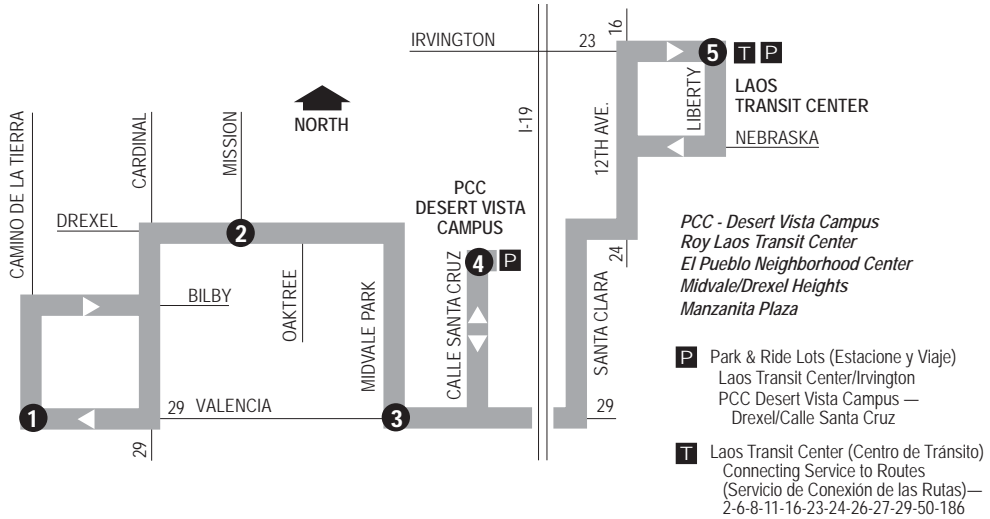 16
IRVINGTON
23
5
T P
LAOS
TRANSIT CENTER
LIBERTY
NEBRASKA
I-19
12TH AVE.
NORTH
CAMINO DE LA TIERRA
CARDINAL
MISSION
DREXEL
2
PCC
DESERT VISTA
CAMPUS
4
P
24
BILBY
OAKTREE
MIDVALE PARK
CALLE SANTA CRUZ
SANTA CLARA
1
29 VALENCIA
3
29
29
PCC - Desert Vista Campus
Roy Laos Transit Center
El Pueblo Neighborhood Center
Midvale/Drexel Heights
Manzanita Plaza
P Park & Ride Lots (Estacione y Viaje)
Laos Transit Center/Irvington
PCC Desert Vista Campus —
Drexel/Calle Santa Cruz
T Laos Transit Center (Centro de Tránsito)
Connecting Service to Routes
(Servicio de Conexión de las Rutas)—
2-6-8-11-16-23-24-26-27-29-50-186